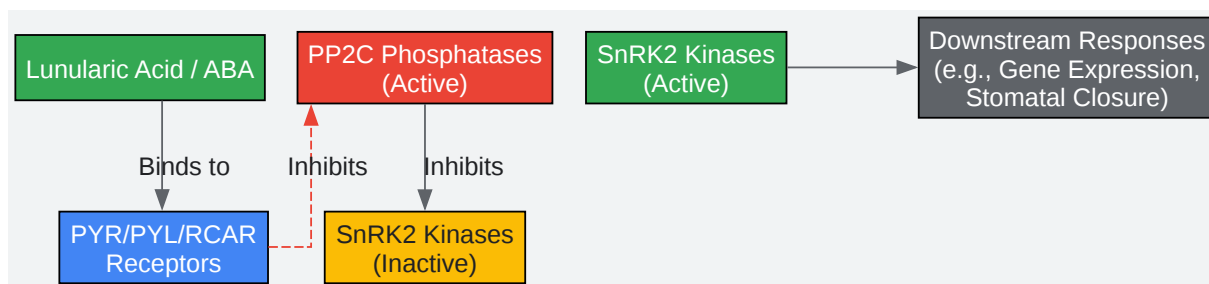 Lunularic Acid / ABA
PP2C Phosphatases
(Active)
SnRK2 Kinases
(Active)
Downstream Responses
(e.g., Gene Expression,
Stomatal Closure)
Binds to
Inhibits
Inhibits
PYR/PYL/RCAR
Receptors
SnRK2 Kinases
(Inactive)